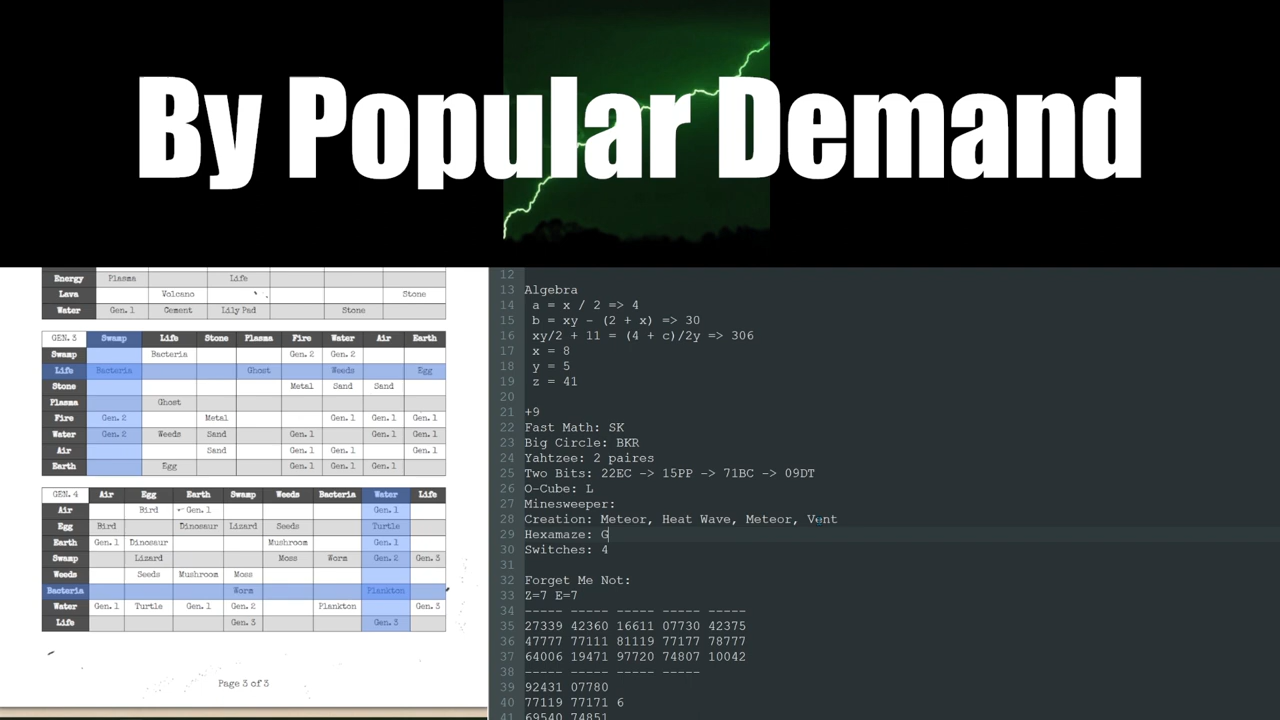 By Popular Demand
Energy Plasma Life
Lava Volcano Stone
Water Gen. 1 Cement Lily Pad Stone
GEN. 3 Swamp Life Stone Plasma Fire Water Air Earth
Swamp Bacteria Gen. 2 Gen. 2
Life Bacteria Ghost Weeds Egg
Stone Metal Sand Sand
Plasma Ghost
Fire Gen. 2 Metal Gen. 1 Gen. 1 Gen. 1
Water Gen. 2 Weeds Sand Gen. 1 Gen. 1 Gen. 1
Air Sand Gen. 1 Gen. 1 Gen. 1
Earth Egg Gen. 1 Gen. 1 Gen. 1
GEN. 4 Air Egg Earth Swamp Weeds Bacteria Water Life
Air Bird Gen. 1 Gen. 1
Egg Bird Dinosaur Lizard Seeds Turtle
Earth Gen. 1 Dinosaur Mushroom Gen. 1
Swamp Lizard Moss Worm Gen. 2 Gen. 3
Weeds Seeds Mushroom Moss
Bacteria Worm Plankton
Water Gen. 1 Turtle Gen. 1 Gen. 2 Plankton Gen. 3
Life Gen. 3 Gen. 3
Page 3 of 3
12
13 Algebra
14 a = x / 2 => 4
15 b = xy - (2 + x) => 30
16 xy/2 + 11 = (4 + c)/2y => 306
17 x = 8
18 y = 5
19 z = 41
20
21 +9
22 Fast Math: SK
23 Big Circle: BKR
24 Yahtzee: 2 paires
25 Two Bits: 22EC -> 15PP -> 71BC -> 09DT
26 O-Cube: L
27 Minesweeper:
28 Creation: Meteor, Heat Wave, Meteor, Vent
29 Hexamaze: G
30 Switches: 4
31
32 Forget Me Not:
33 Z=7 E=7
34 ----- ----- ----- ----- -----
35 27339 42360 16611 07730 42375
36 47777 77111 81119 77177 78777
37 64006 19471 97720 74807 10042
38 ----- ----- ----- -----
39 92431 07780
40 77119 77171 6
41 69540 74851